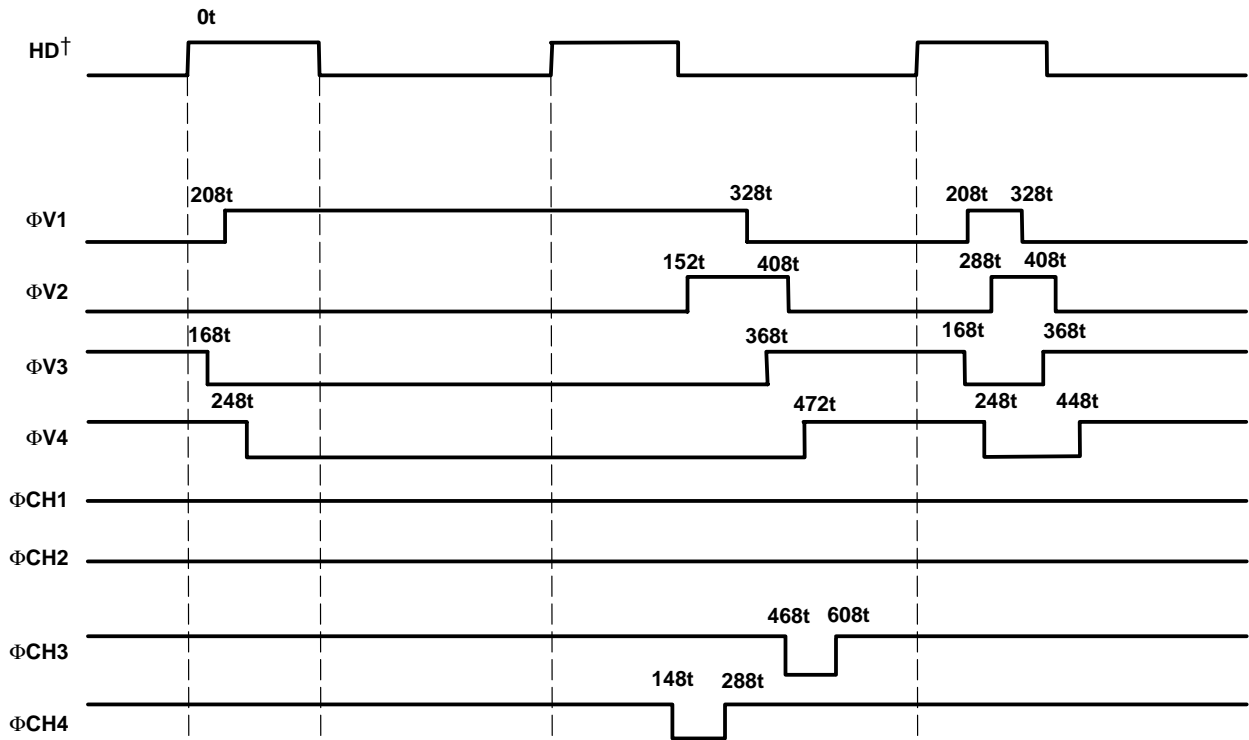 0t
HD†
208t 328t 208t 328t
ΦV1
152t 408t 288t 408t
ΦV2
168t 368t 168t 368t
ΦV3
248t 472t 248t 448t
ΦV4
ΦCH1
ΦCH2
468t 608t
ΦCH3
148t 288t
ΦCH4